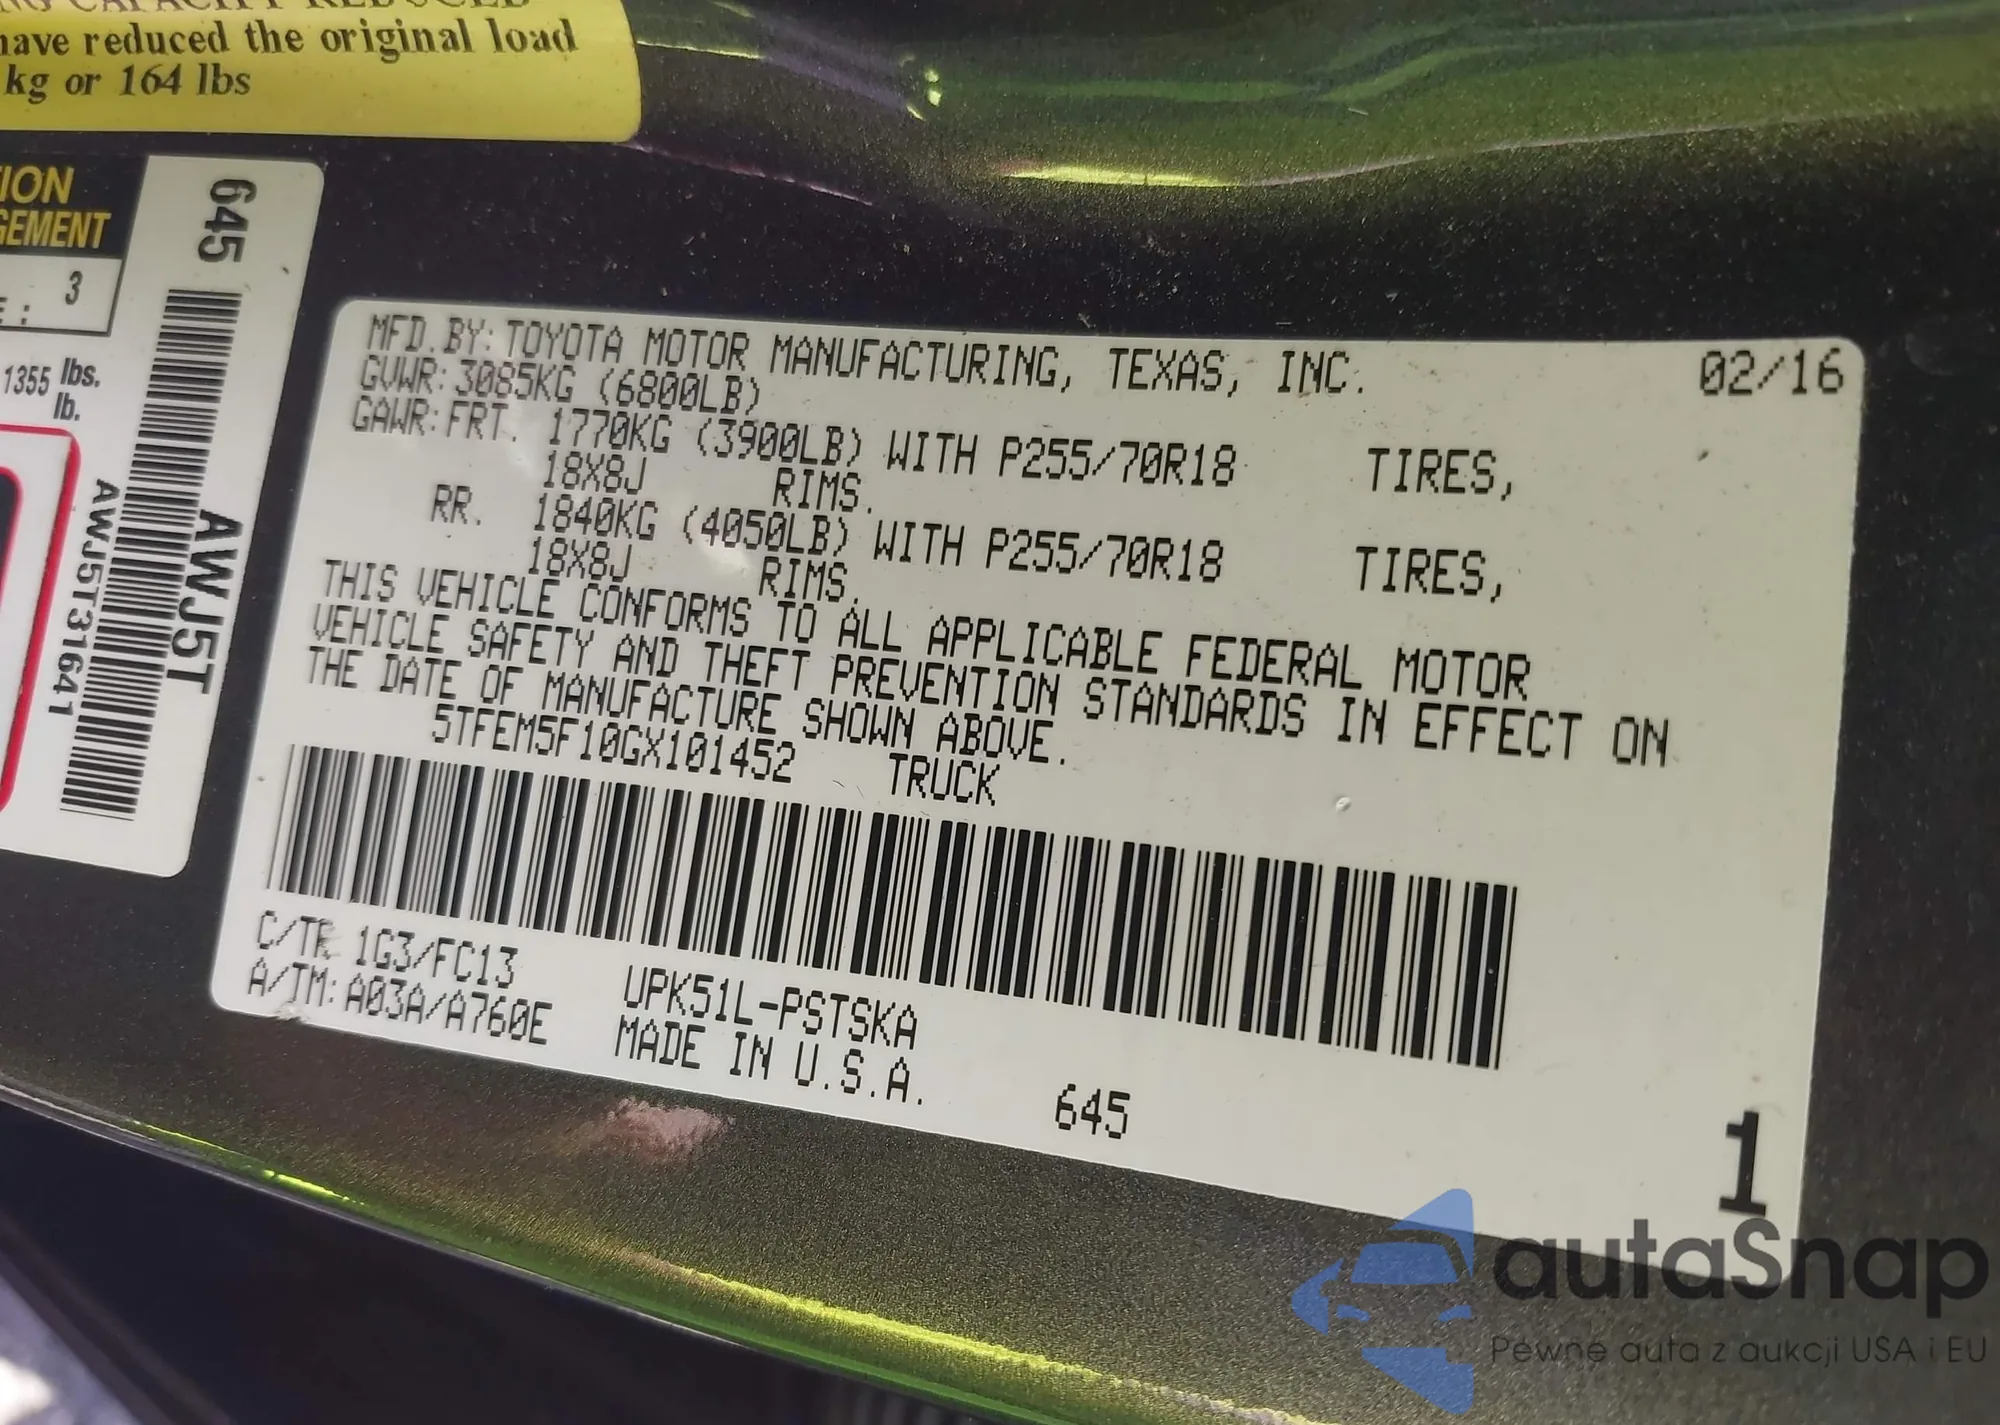 CAPACITY REDUCED
have reduced the original load
kg or 164 lbs
GEMENT
3
1355 lbs.
lb.
645
AWJ5T
AWJ5T31641
MFD.BY: TOYOTA MOTOR MANUFACTURING, TEXAS, INC. 02/16
GVWR: 3085KG (6800LB)
GAWR: FRT. 1770KG (3900LB) WITH P255/70R18 TIRES,
18X8J RIMS.
RR. 1840KG (4050LB) WITH P255/70R18 TIRES,
18X8J RIMS.
THIS VEHICLE CONFORMS TO ALL APPLICABLE FEDERAL MOTOR
VEHICLE SAFETY AND THEFT PREVENTION STANDARDS IN EFFECT ON
THE DATE OF MANUFACTURE SHOWN ABOVE.
5TFEM5F10GX101452 TRUCK
C/TR 1G3/FC13
A/TM: A03A/A760E
UPK51L-PSTSKA
MADE IN U.S.A.
645
1
autaSnap
Pewne auta z aukcji USA i EU